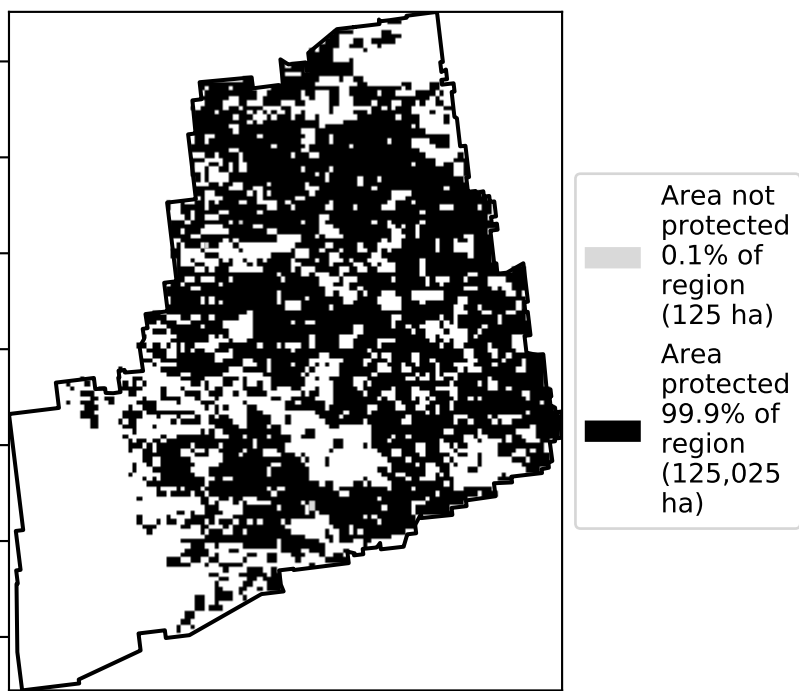 Area not
protected
0.1% of
region
(125 ha)
Area
protected
99.9% of
region
(125,025
ha)